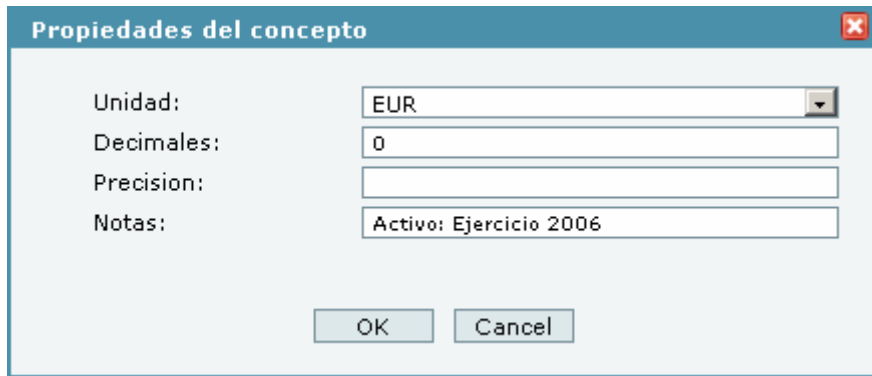 Propiedades del concepto
Unidad: EUR
Decimales: 0
Precision:
Notas: Activo: Ejercicio 2006
OK Cancel